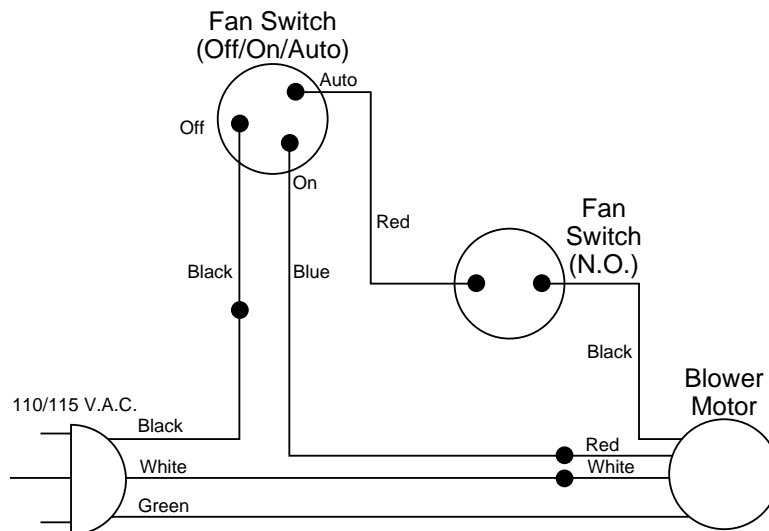 Fan Switch
(Off/On/Auto)
Auto
Off
On
Red
Fan
Switch
(N.O.)
Black
Blue
Black
Blower
Motor
110/115 V.A.C.
Black
Red
White
White
Green